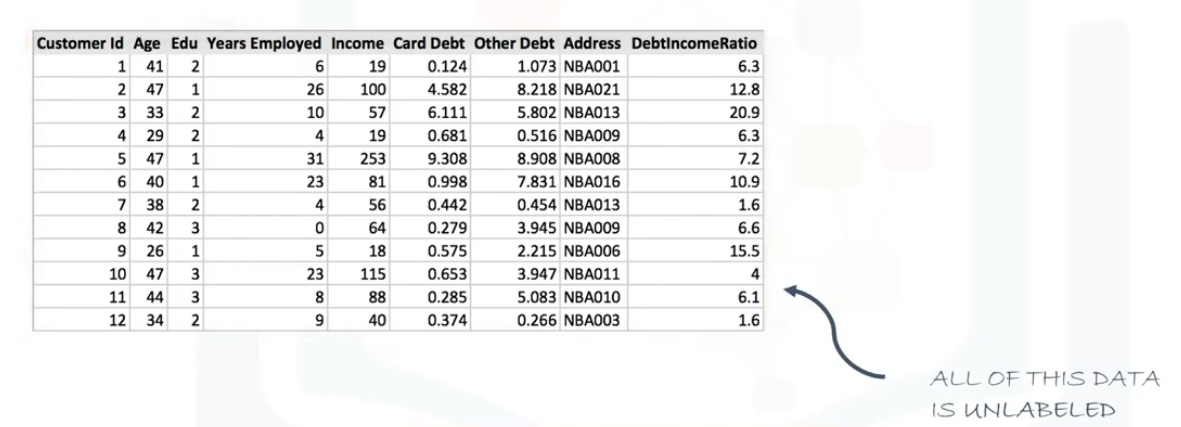 Customer Id Age Edu Years Employed Income Card Debt Other Debt Address DebtIncomeRatio
1 41 2 6 19 0.124 1.073 NBA001 6.3
2 47 1 26 100 4.582 8.218 NBA021 12.8
3 33 2 10 57 6.111 5.802 NBA013 20.9
4 29 2 4 19 0.681 0.516 NBA009 6.3
5 47 1 31 253 9.308 8.908 NBA008 7.2
6 40 1 23 81 0.998 7.831 NBA016 10.9
7 38 2 4 56 0.442 0.454 NBA013 1.6
8 42 3 0 64 0.279 3.945 NBA009 6.6
9 26 1 5 18 0.575 2.215 NBA006 15.5
10 47 3 23 115 0.653 3.947 NBA011 4
11 44 3 8 88 0.285 5.083 NBA010 6.1
12 34 2 9 40 0.374 0.266 NBA003 1.6
ALL OF THIS DATA
IS UNLABELED